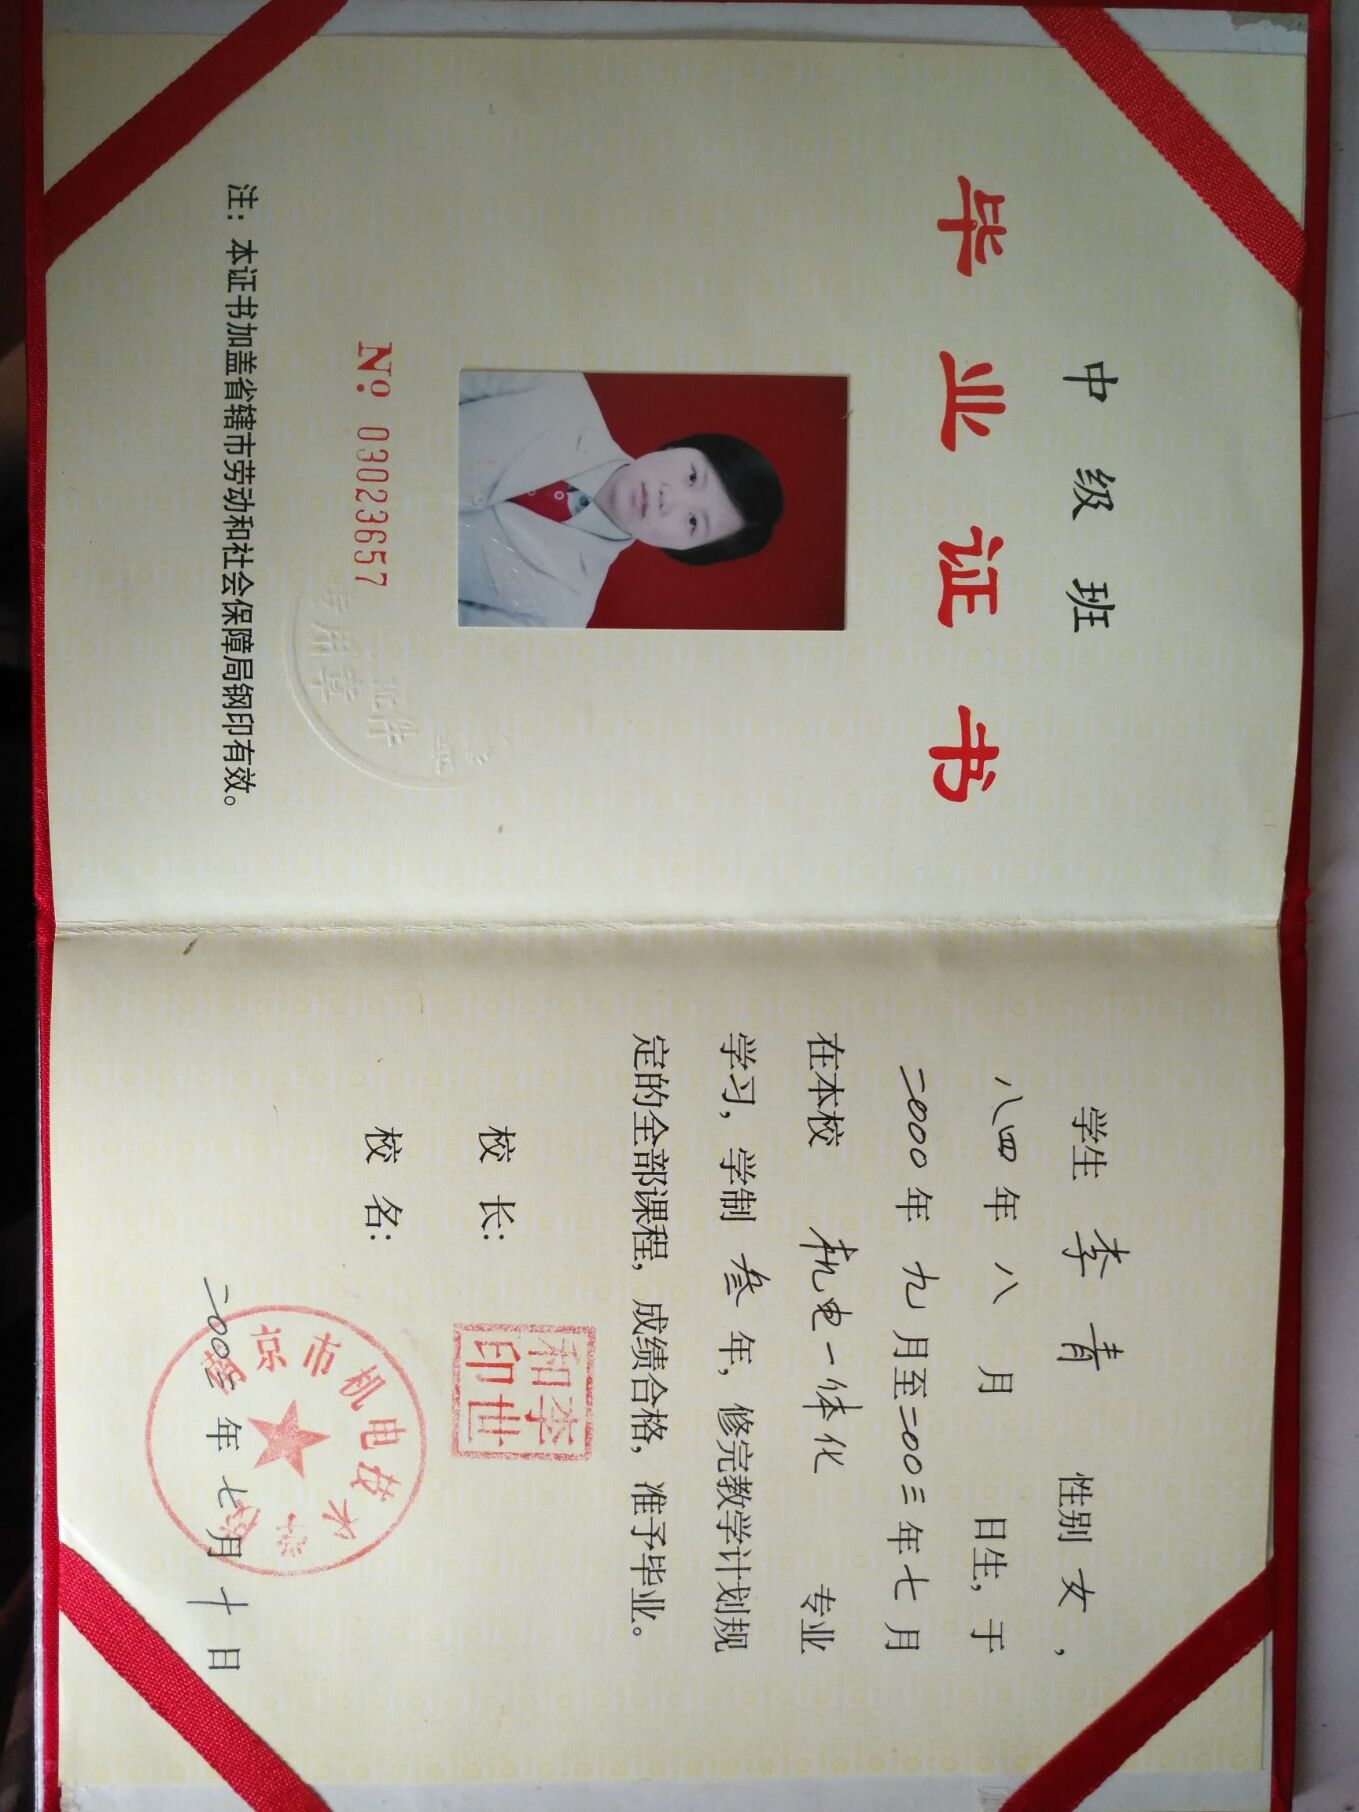 中级班
毕业证书
No: 03023657
专用章
注：本证书加盖省辖市劳动和社会保障局钢印有效。
学生 李青 性别 女，
八四年八月 日生，于
二000年九月至二00三年七月
在本校 机电一体化 专业
学习，学制 叁 年，修完教学计划规
定的全部课程，成绩合格，准予毕业。
校长：
李世和印
校名：
京市机电技术学校
二00三年七月十日